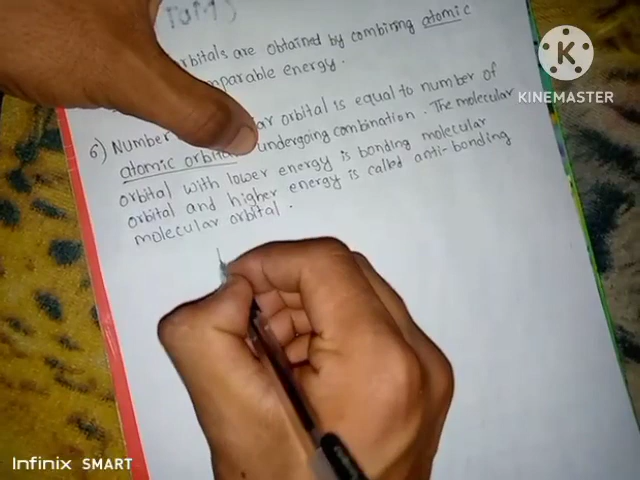 rbitals are obtained by combining atomic
mparable energy.
6) Number ar orbital is equal to number of
atomic orbital undergoing combination. The molecular
orbital with lower energy is bonding molecular
orbital and higher energy is called anti-bonding
molecular orbital.
KINEMASTER
Infinix SMART